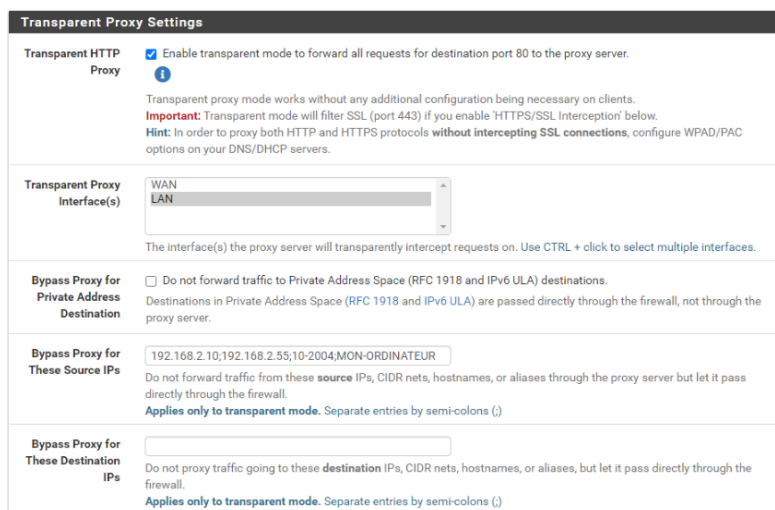 Transparent Proxy Settings
Transparent HTTP Proxy
Enable transparent mode to forward all requests for destination port 80 to the proxy server.
Transparent proxy mode works without any additional configuration being necessary on clients.
Important: Transparent mode will filter SSL (port 443) if you enable 'HTTPS/SSL Interception' below.
Hint: In order to proxy both HTTP and HTTPS protocols without intercepting SSL connections, configure WPAD/PAC
options on your DNS/DHCP servers.
Transparent Proxy
Interface(s)
WAN
LAN
The interface(s) the proxy server will transparently intercept requests on. Use CTRL + click to select multiple interfaces.
Bypass Proxy for
Private Address
Destination
Do not forward traffic to Private Address Space (RFC 1918 and IPv6 ULA) destinations.
Destinations in Private Address Space (RFC 1918 and IPv6 ULA) are passed directly through the firewall, not through the
proxy server.
Bypass Proxy for
These Source IPs
192.168.2.10;192.168.2.55;10-2004;MON-ORDINATEUR
Do not forward traffic from these source IPs, CIDR nets, hostnames, or aliases through the proxy server but let it pass
directly through the firewall.
Applies only to transparent mode. Separate entries by semi-colons (;)
Bypass Proxy for
These Destination
IPs
Do not proxy traffic going to these destination IPs, CIDR nets, hostnames, or aliases, but let it pass directly through the
firewall.
Applies only to transparent mode. Separate entries by semi-colons (;)